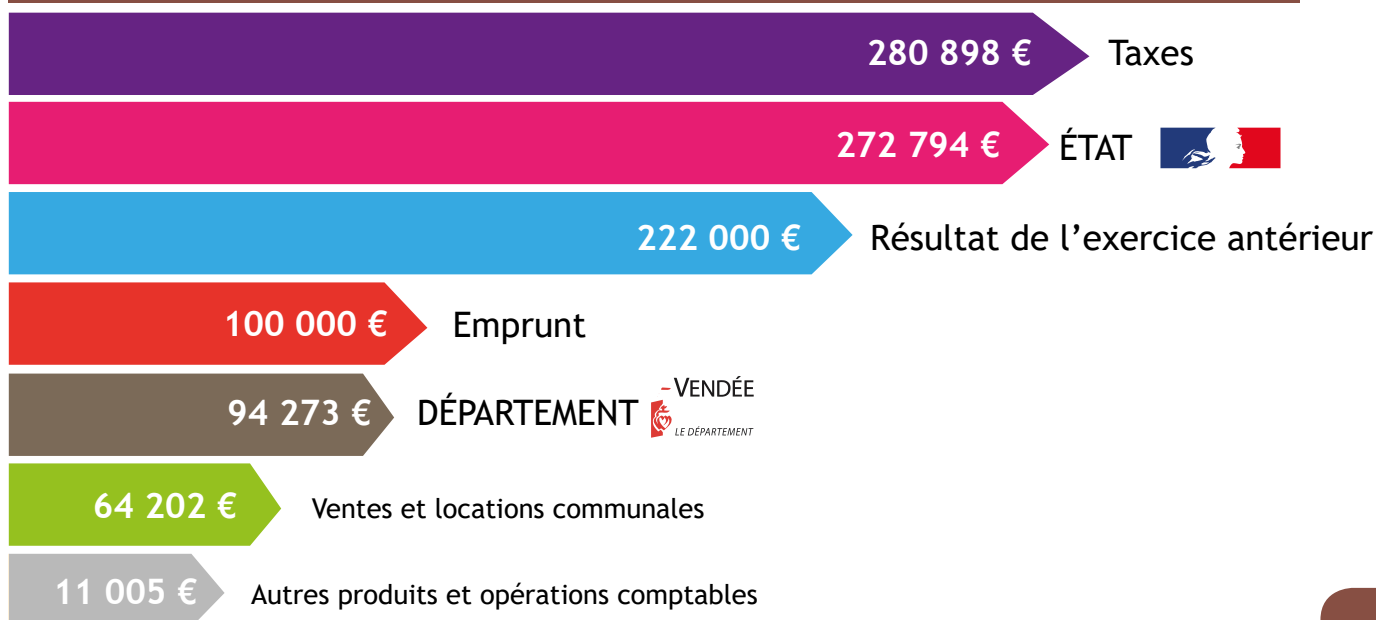 280 898 € Taxes
272 794 € ÉTAT
222 000 € Résultat de l’exercice antérieur
100 000 € Emprunt
94 273 € DÉPARTEMENT
VENDÉE
LE DÉPARTEMENT
64 202 € Ventes et locations communales
11 005 € Autres produits et opérations comptables